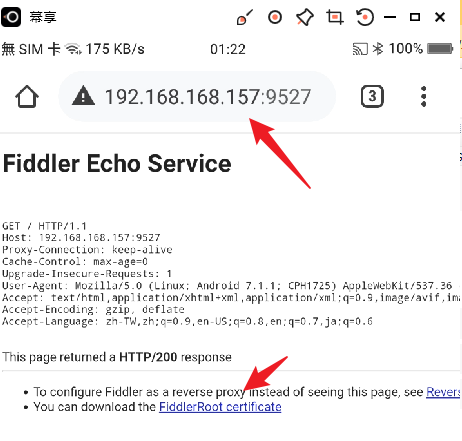 幕享
無 SIM 卡 175 KB/s 01:22 100%
192.168.168.157:9527 3
Fiddler Echo Service
GET / HTTP/1.1
Host: 192.168.168.157:9527
Proxy-Connection: keep-alive
Cache-Control: max-age=0
Upgrade-Insecure-Requests: 1
User-Agent: Mozilla/5.0 (Linux; Android 7.1.1; CPH1725) AppleWebKit/537.36
Accept: text/html,application/xhtml+xml,application/xml;q=0.9,image/avif,ima
Accept-Encoding: gzip, deflate
Accept-Language: zh-TW,zh;q=0.9,en-US;q=0.8,en;q=0.7,ja;q=0.6
This page returned a HTTP/200 response
• To configure Fiddler as a reverse proxy instead of seeing this page, see Revers
• You can download the FiddlerRoot certificate